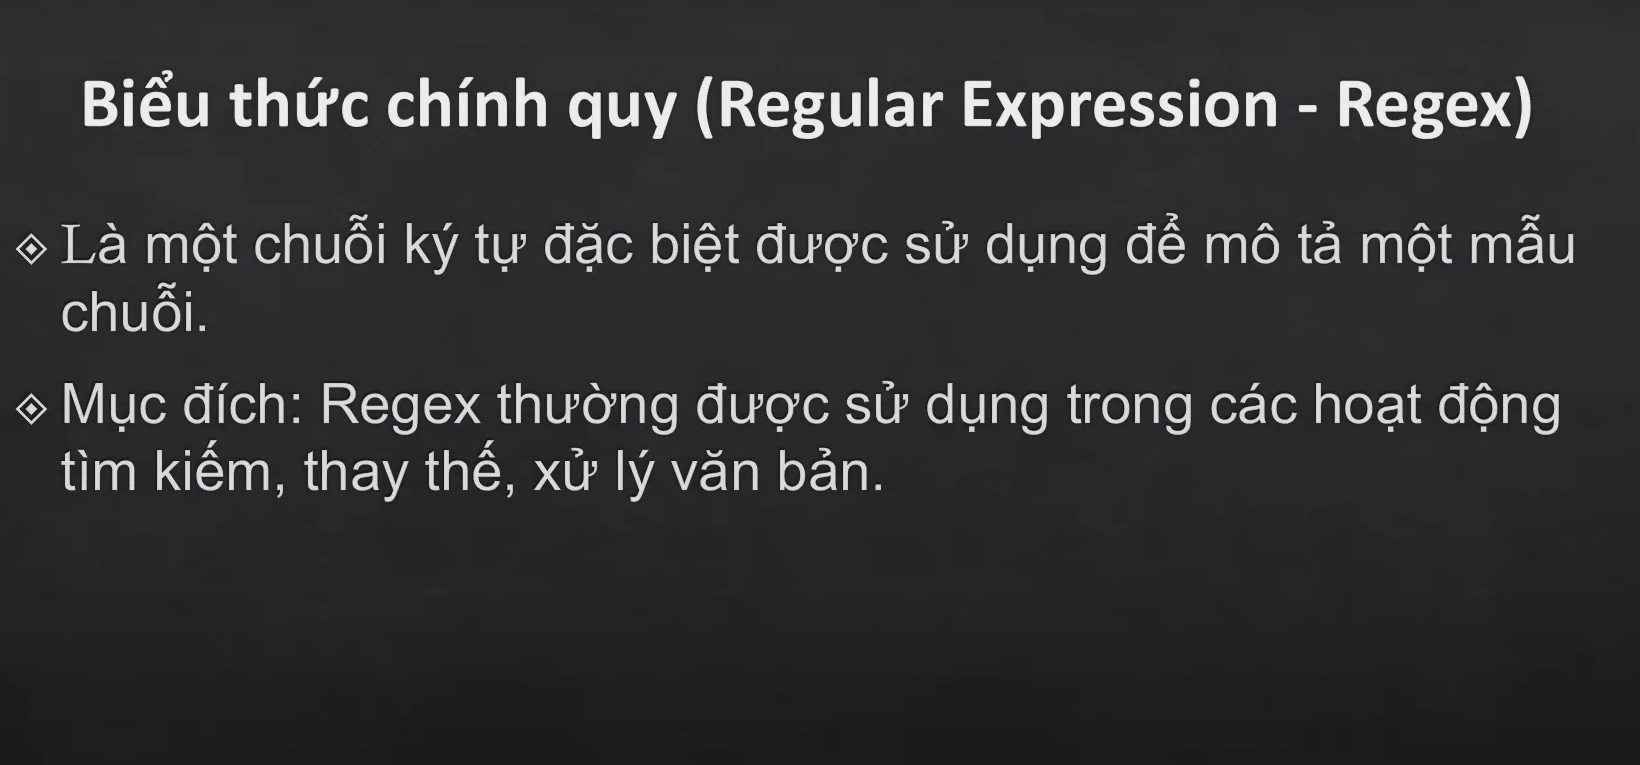 Biểu thức chính quy (Regular Expression - Regex)
Là một chuỗi ký tự đặc biệt được sử dụng để mô tả một mẫu
chuỗi.
Mục đích: Regex thường được sử dụng trong các hoạt động
tìm kiếm, thay thế, xử lý văn bản.